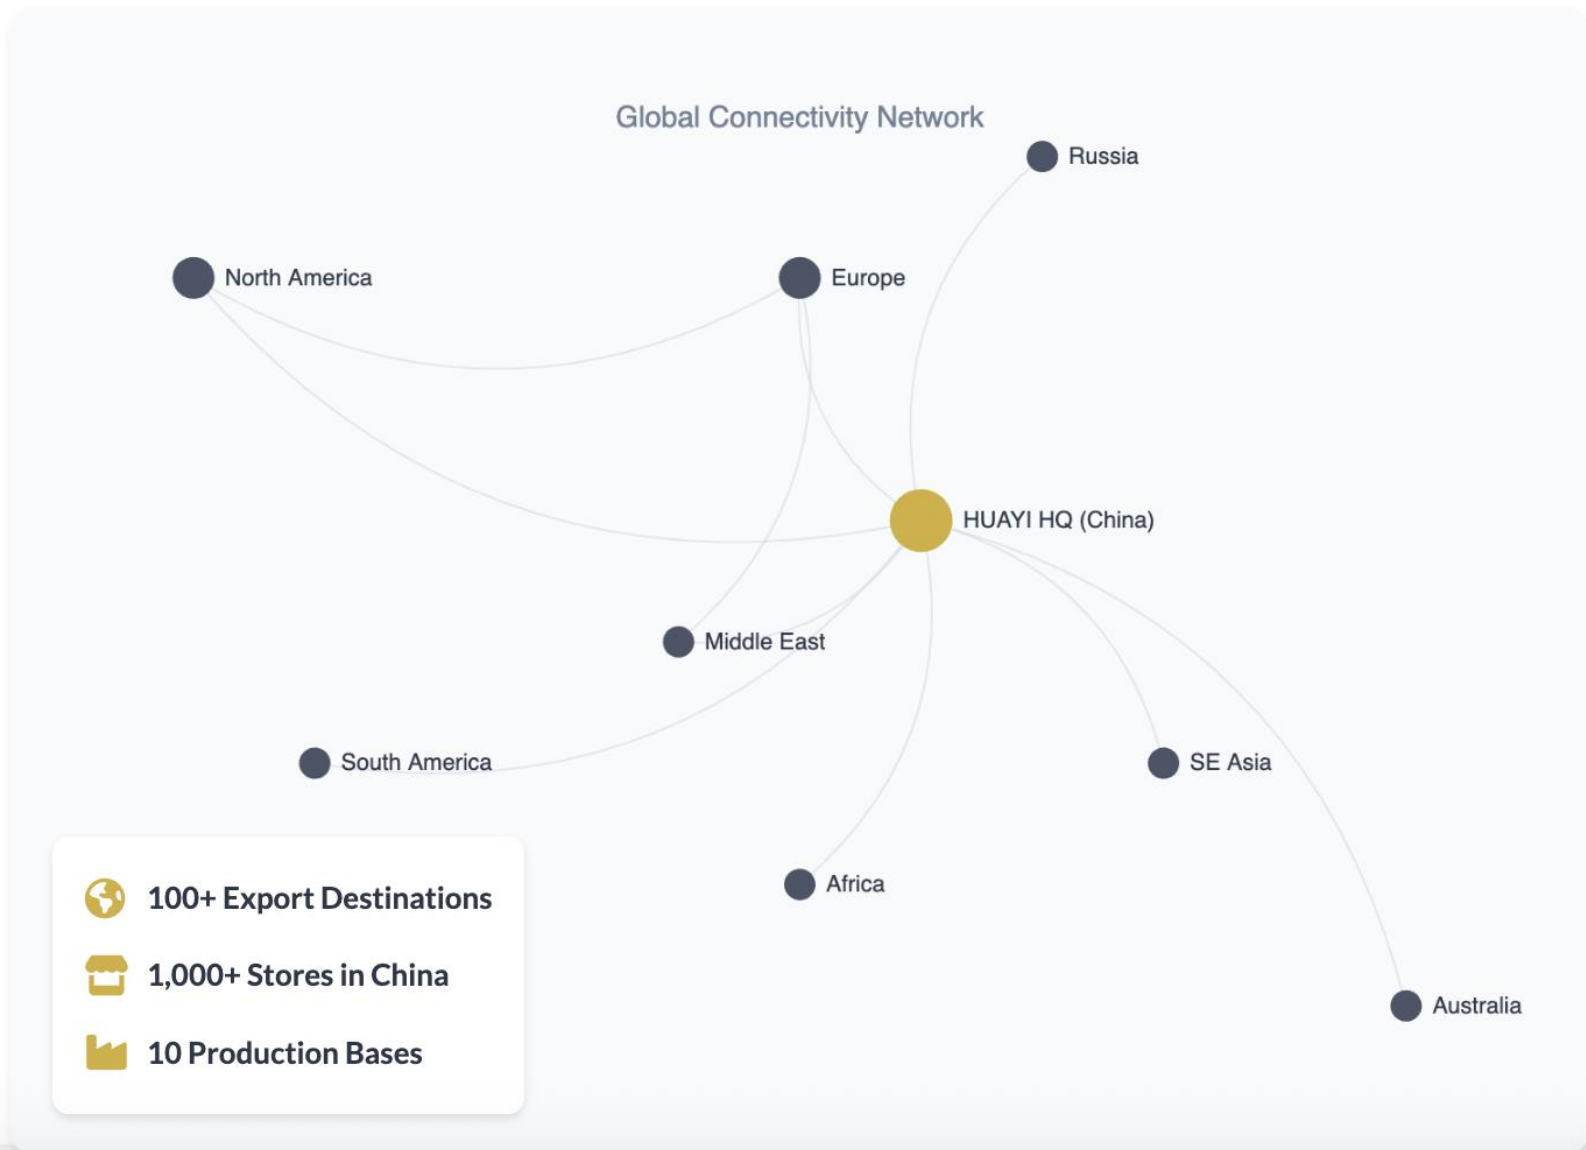 Global Connectivity Network
Russia
North America
Europe
HUAYI HQ (China)
Middle East
South America
SE Asia
Africa
Australia
100+ Export Destinations
1,000+ Stores in China
10 Production Bases